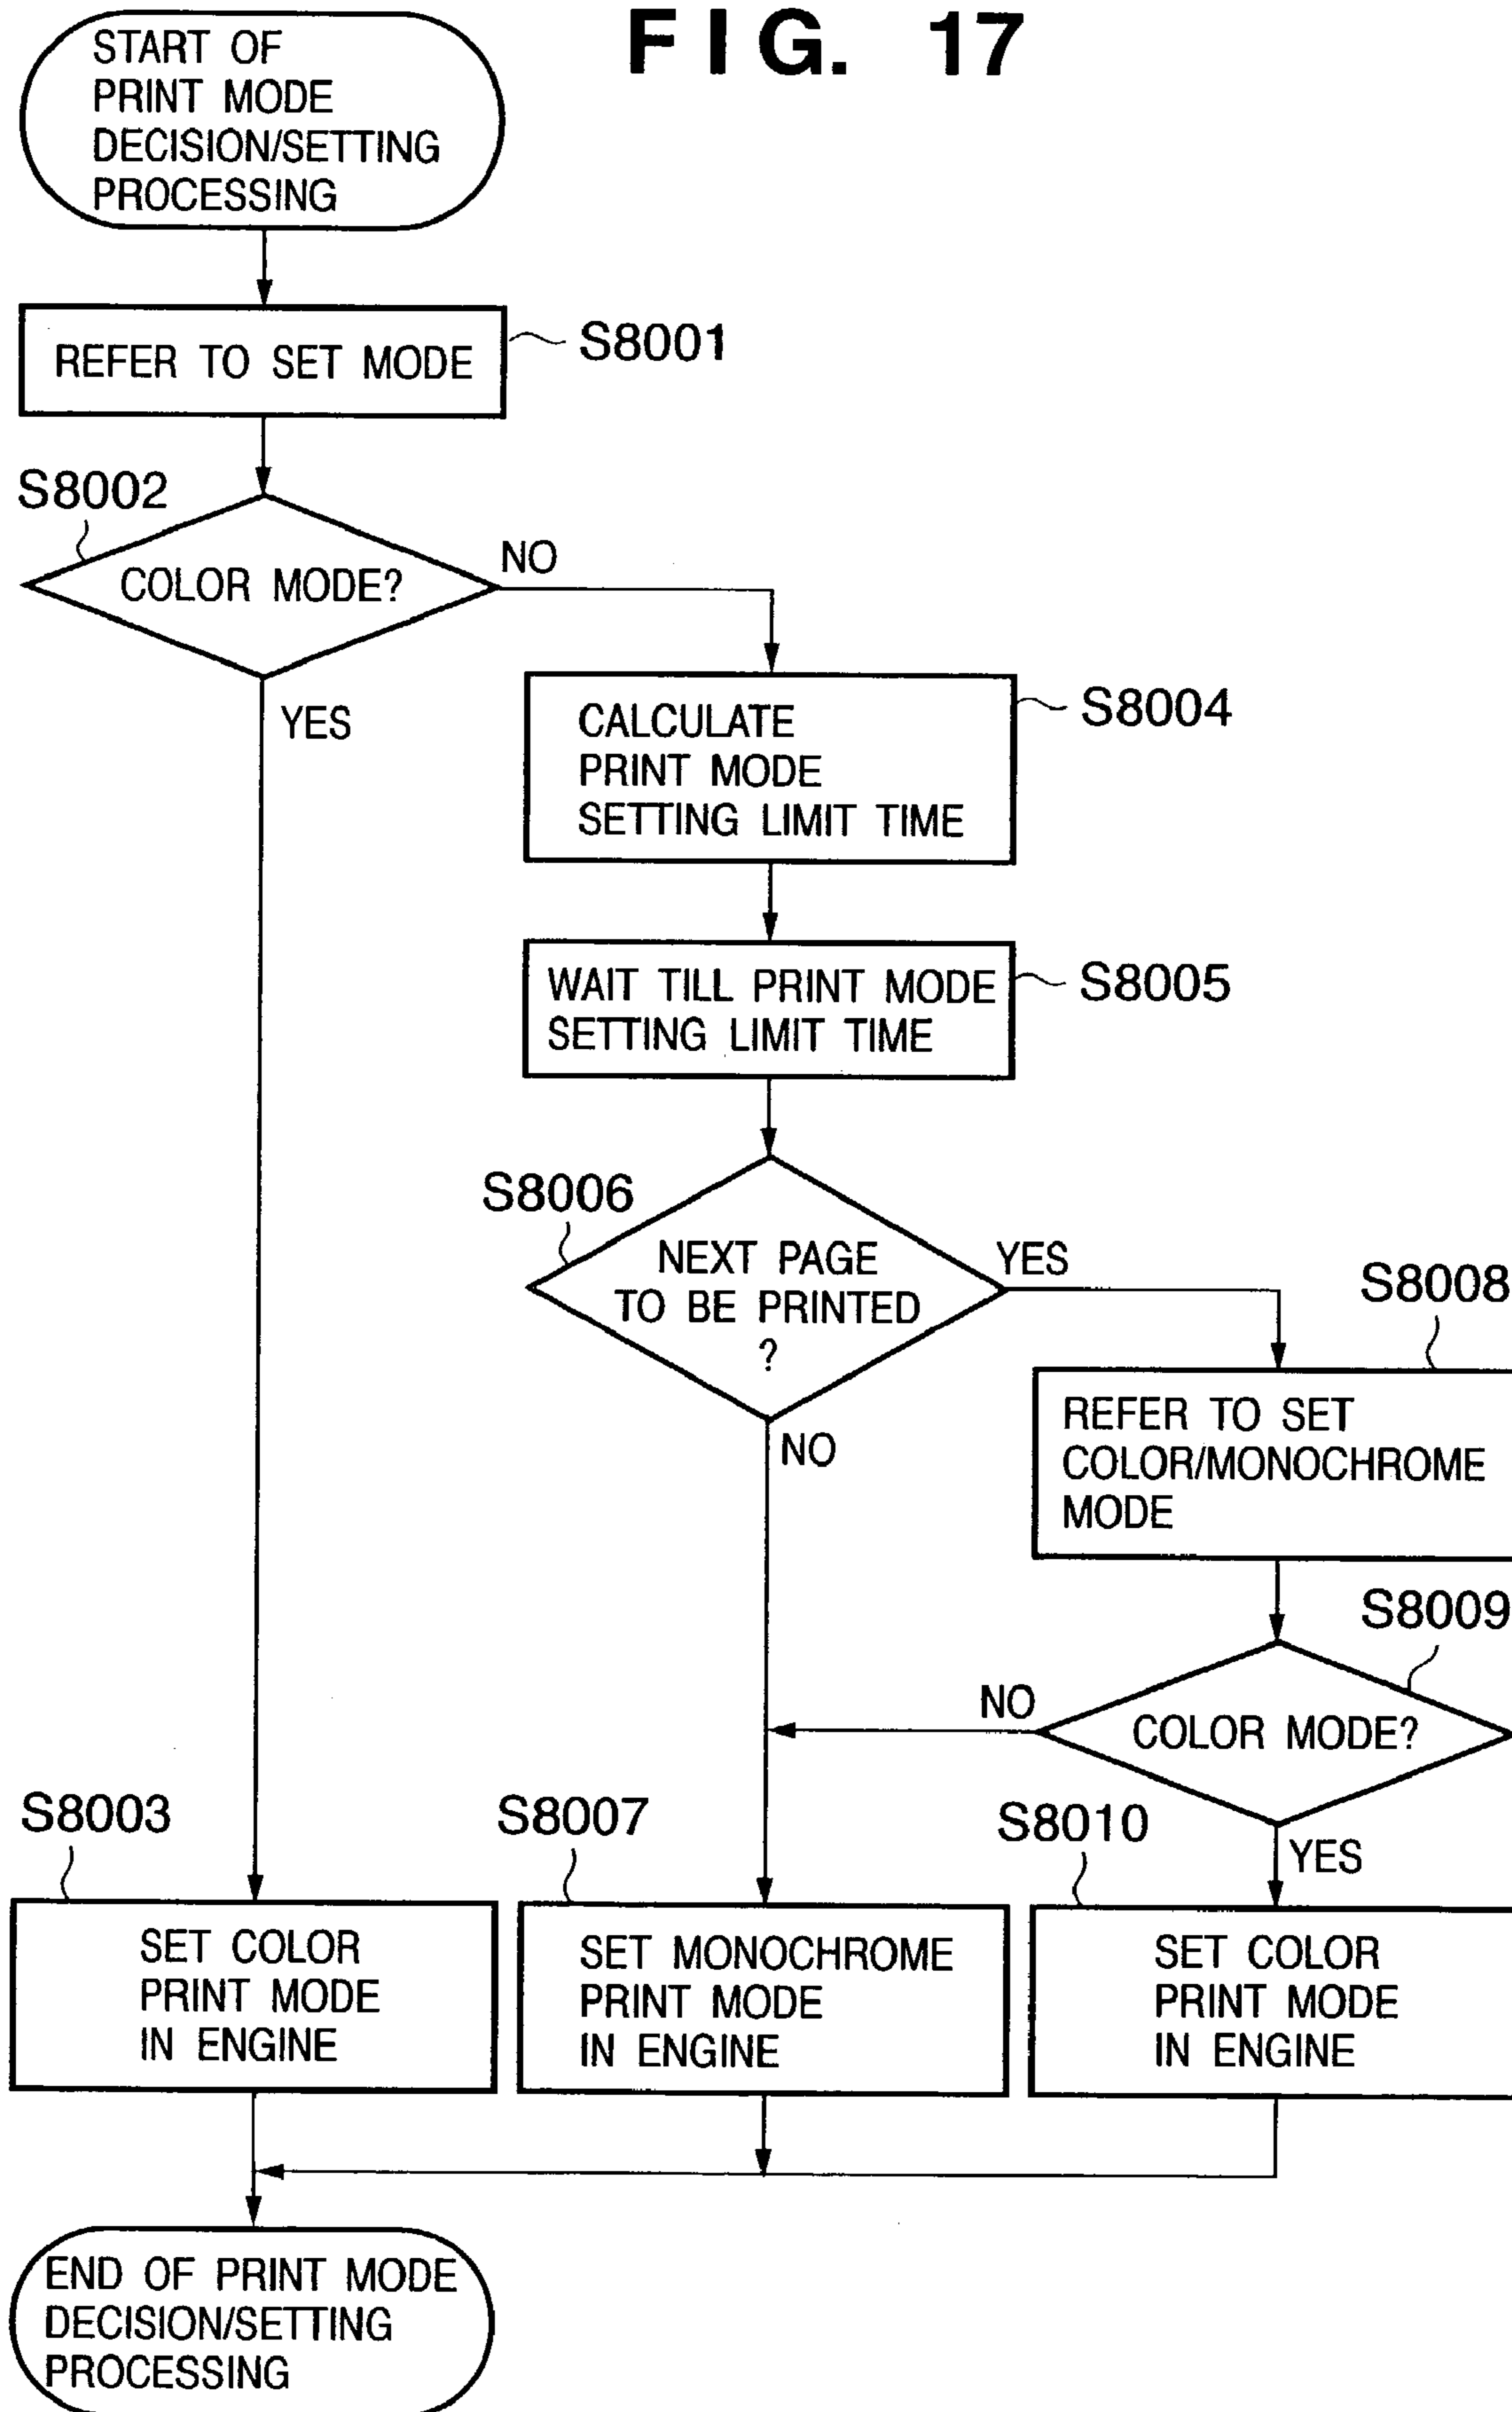 FIG. 17
START OF
PRINT MODE
DECISION/SETTING
PROCESSING
REFER TO SET MODE
S8001
S8002
COLOR MODE?
NO
YES
CALCULATE
PRINT MODE
SETTING LIMIT TIME
S8004
WAIT TILL PRINT MODE
SETTING LIMIT TIME
S8005
S8006
NEXT PAGE
TO BE PRINTED
?
YES
NO
S8008
REFER TO SET
COLOR/MONOCHROME
MODE
S8009
COLOR MODE?
NO
YES
S8003
SET COLOR
PRINT MODE
IN ENGINE
S8007
SET MONOCHROME
PRINT MODE
IN ENGINE
S8010
SET COLOR
PRINT MODE
IN ENGINE
END OF PRINT MODE
DECISION/SETTING
PROCESSING